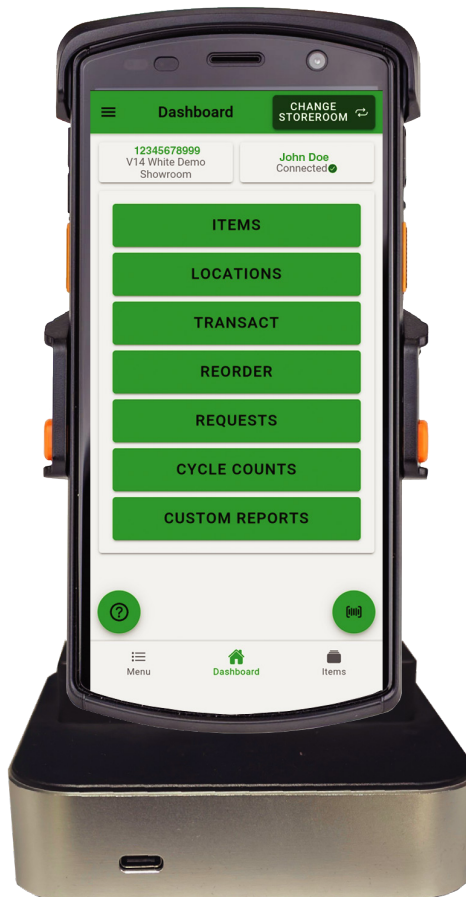 Dashboard
CHANGE
STOREROOM
12345678999
V14 White Demo
Showroom
John Doe
Connected
ITEMS
LOCATIONS
TRANSACT
REORDER
REQUESTS
CYCLE COUNTS
CUSTOM REPORTS
?
Menu
Dashboard
Items